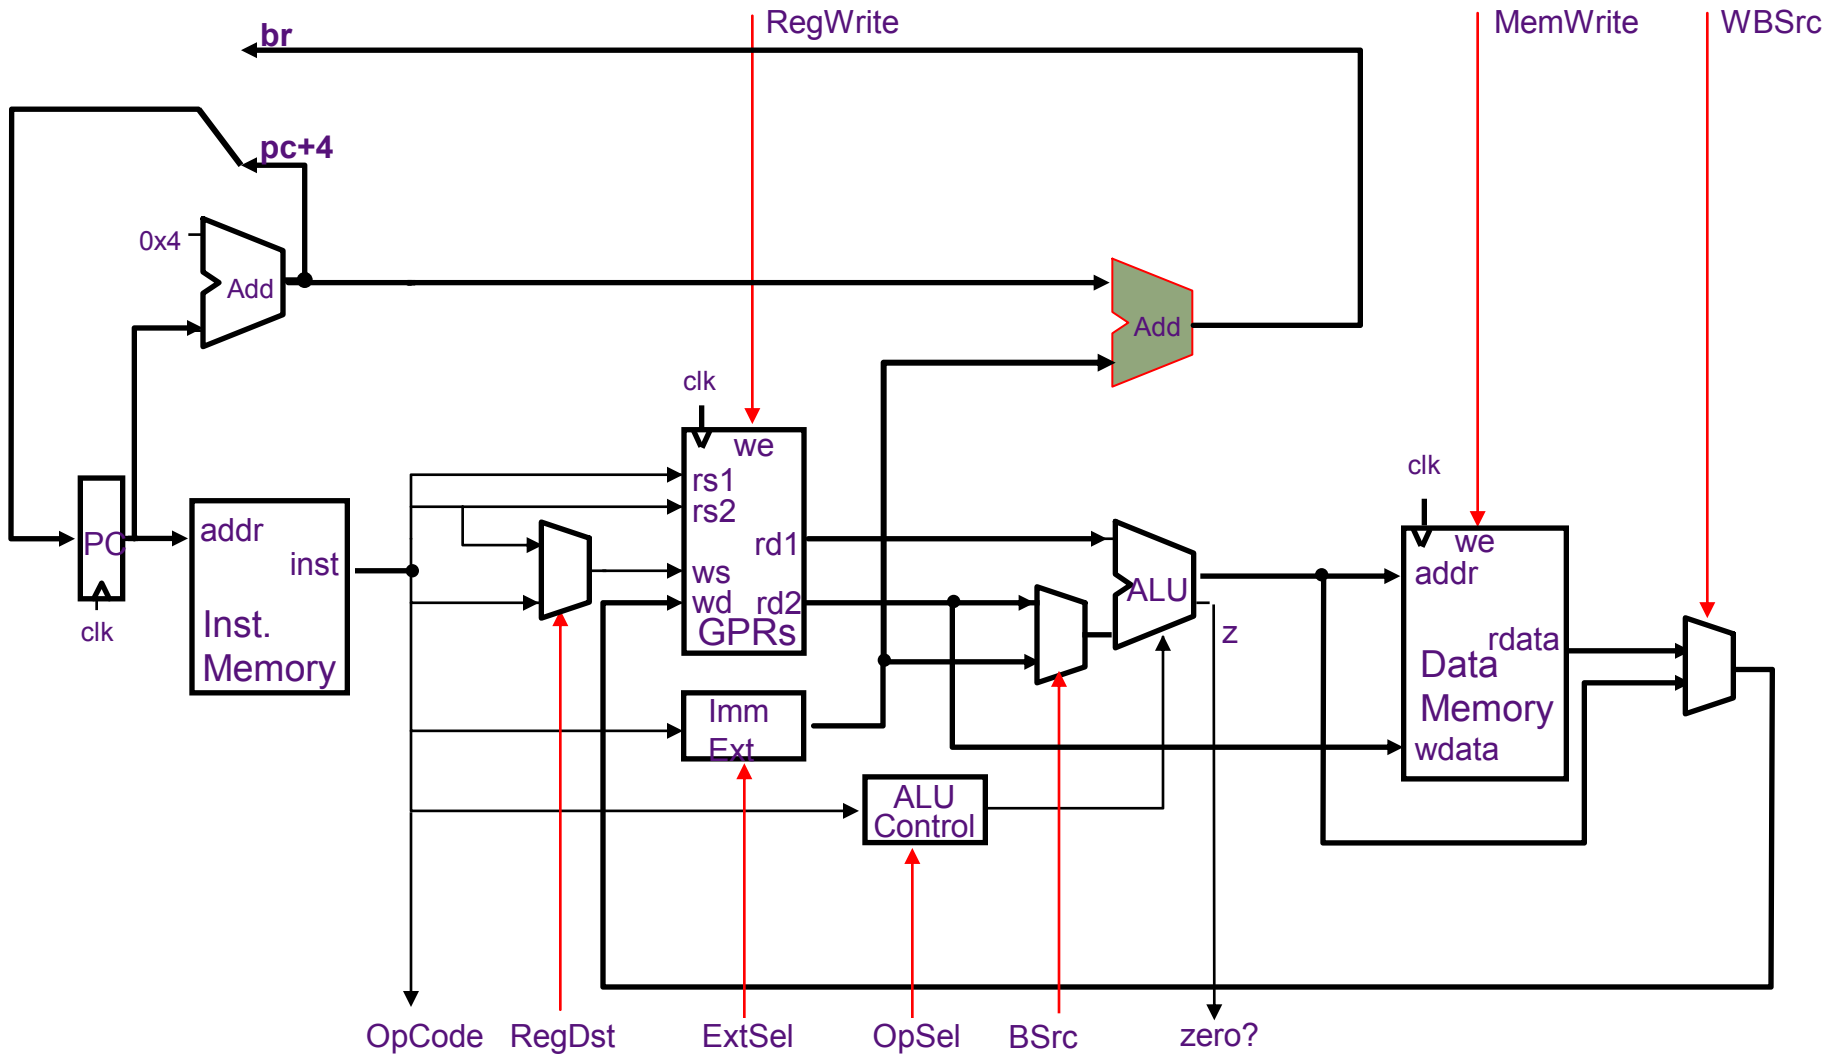 RegWrite
MemWrite
WBSrc
br
pc+4
0x4
Add
Add
clk
we
rs1
rs2
rd1
ws
wd
rd2
GPRs
clk
we
addr
rdata
Data
Memory
wdata
PC
clk
addr
inst
Inst.
Memory
ALU
z
Imm
Ext
ALU
Control
OpCode
RegDst
ExtSel
OpSel
BSrc
zero?